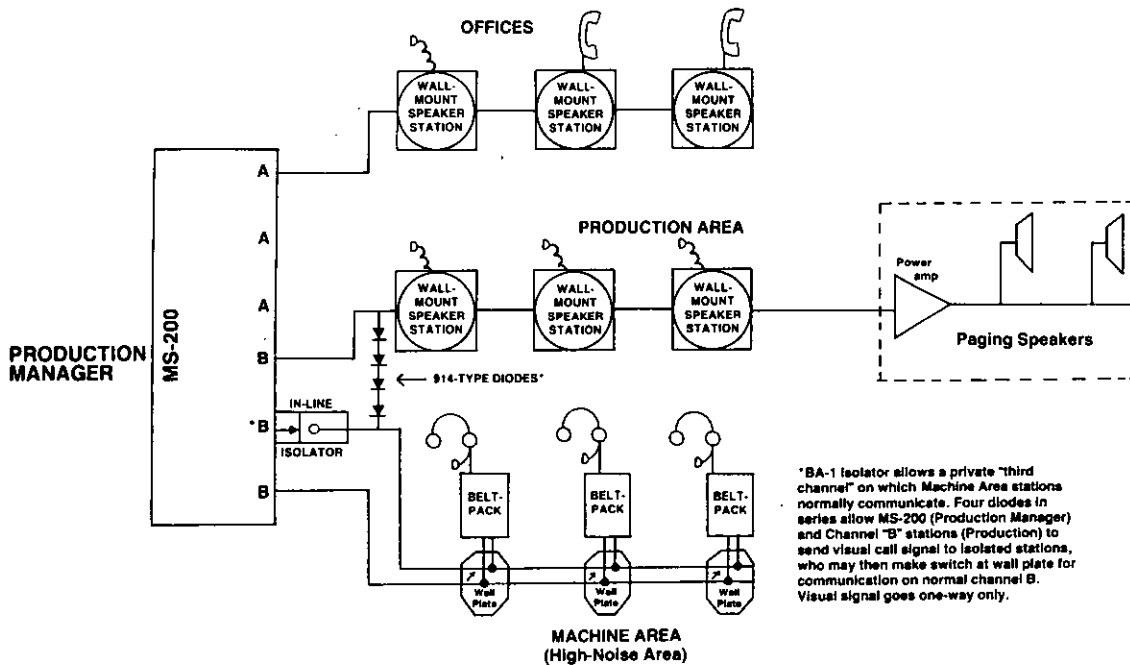 OFFICES
WALL-
MOUNT
SPEAKER
STATION
WALL-
MOUNT
SPEAKER
STATION
WALL-
MOUNT
SPEAKER
STATION
PRODUCTION
MANAGER
MS-200
A
A
A
B
*B
B
PRODUCTION AREA
WALL-
MOUNT
SPEAKER
STATION
WALL-
MOUNT
SPEAKER
STATION
WALL-
MOUNT
SPEAKER
STATION
Power
amp
Paging Speakers
914-TYPE DIODES*
IN-LINE
ISOLATOR
BELT-
PACK
BELT-
PACK
BELT-
PACK
Wall
Plate
Wall
Plate
Wall
Plate
MACHINE AREA
(High-Noise Area)
*BA-1 Isolator allows a private "third
channel" on which Machine Area stations
normally communicate. Four diodes in
series allow MS-200 (Production Manager)
and Channel "B" stations (Production) to
send visual call signal to isolated stations,
who may then make switch at wall plate for
communication on normal channel B.
Visual signal goes one-way only.